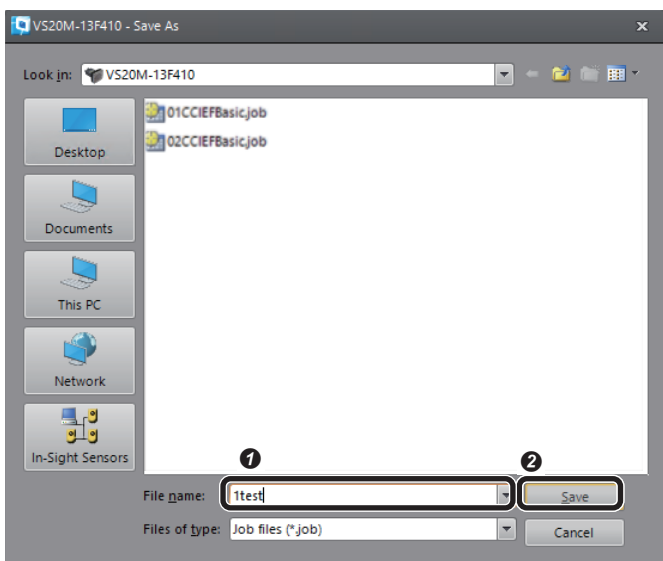 VS20M-13F410 - Save As
x
Look in: VS20M-13F410
01CCIEFBasic.job
02CCIEFBasic.job
Desktop
Documents
This PC
Network
In-Sight Sensors
1
2
File name: 1test Save
Files of type: Job files (*.job) Cancel